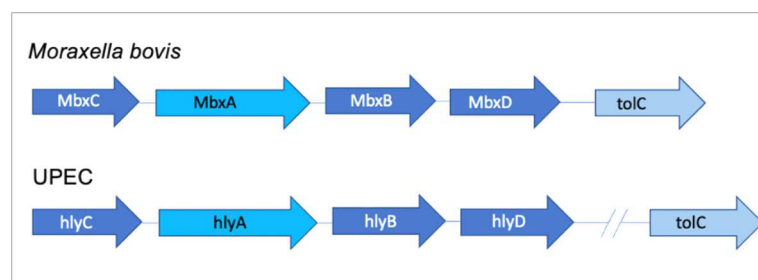 Moraxella bovis
MbxC MbxA MbxB MbxD tolC
UPEC
hlyC hlyA hlyB hlyD tolC